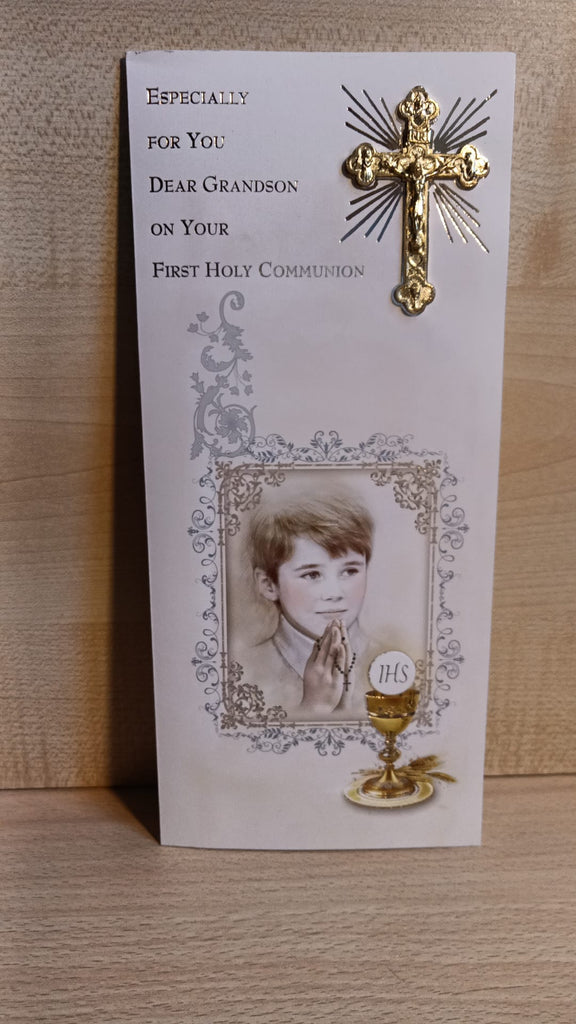 Especially
for You
Dear Grandson
on Your
First Holy Communion
IHS